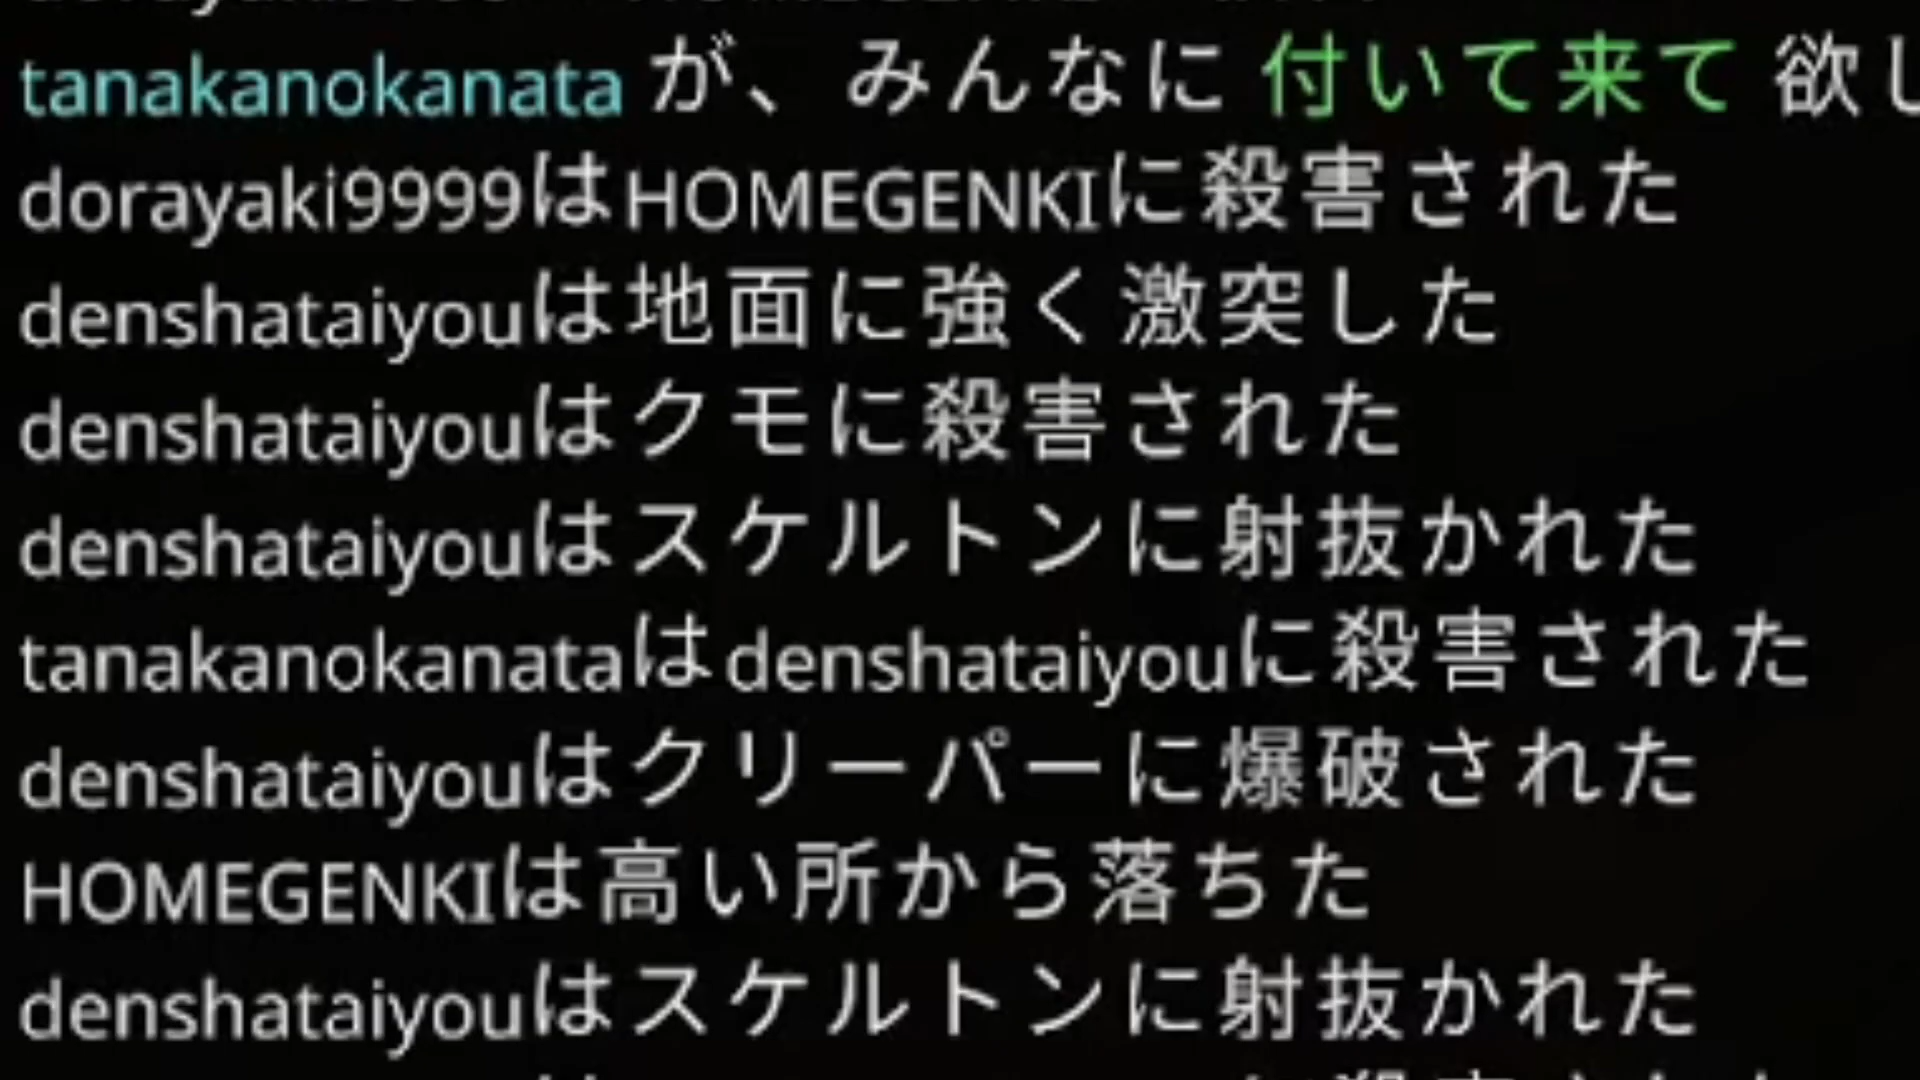 tanakanokanata が、みんなに 付いて来て 欲し
dorayaki9999はHOMEGENKIに殺害された
denshataiyouは地面に強く激突した
denshataiyouはクモに殺害された
denshataiyouはスケルトンに射抜かれた
tanakanokanataはdenshataiyouに殺害された
denshataiyouはクリーパーに爆破された
HOMEGENKIは高い所から落ちた
denshataiyouはスケルトンに射抜かれた